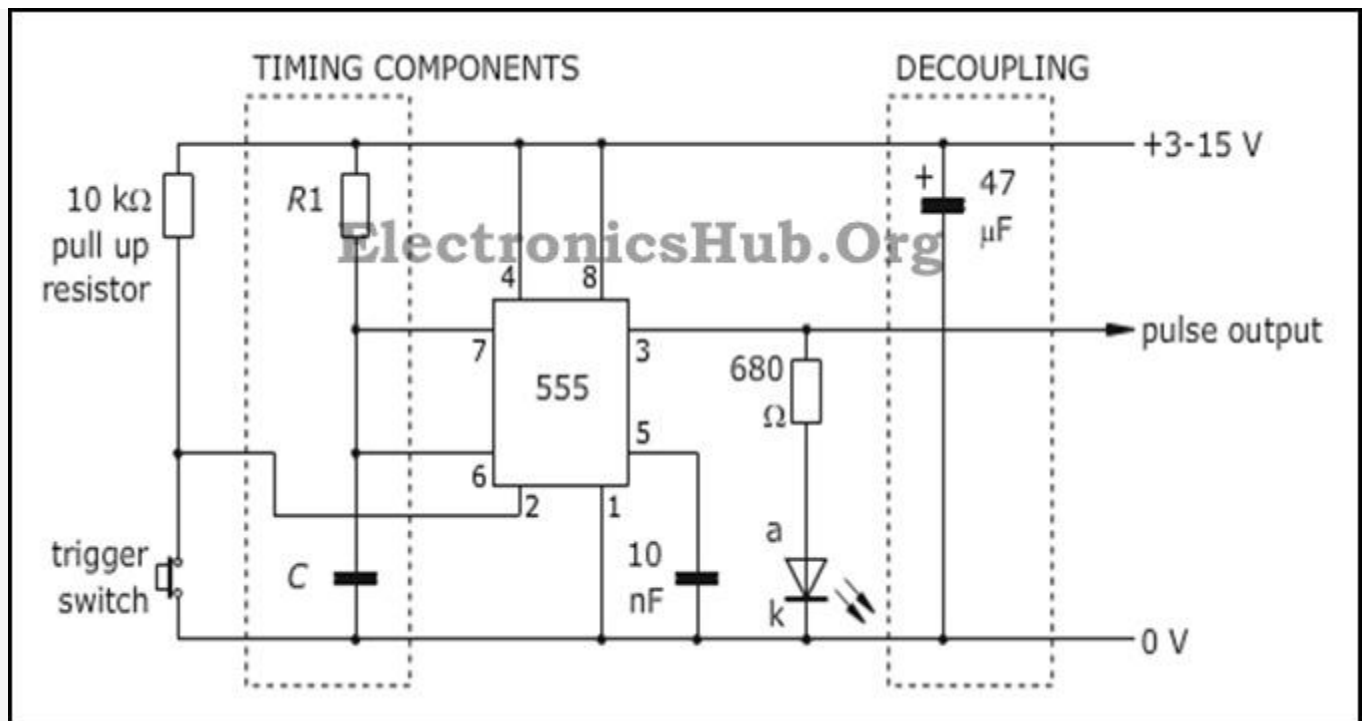 TIMING COMPONENTS
DECOUPLING
+3-15 V
10 kΩ
pull up
resistor
R1
+
47
µF
ElectronicsHub.Org
4
8
7
3
pulse output
555
680
Ω
5
6
2
1
trigger
switch
C
10
nF
a
k
0 V